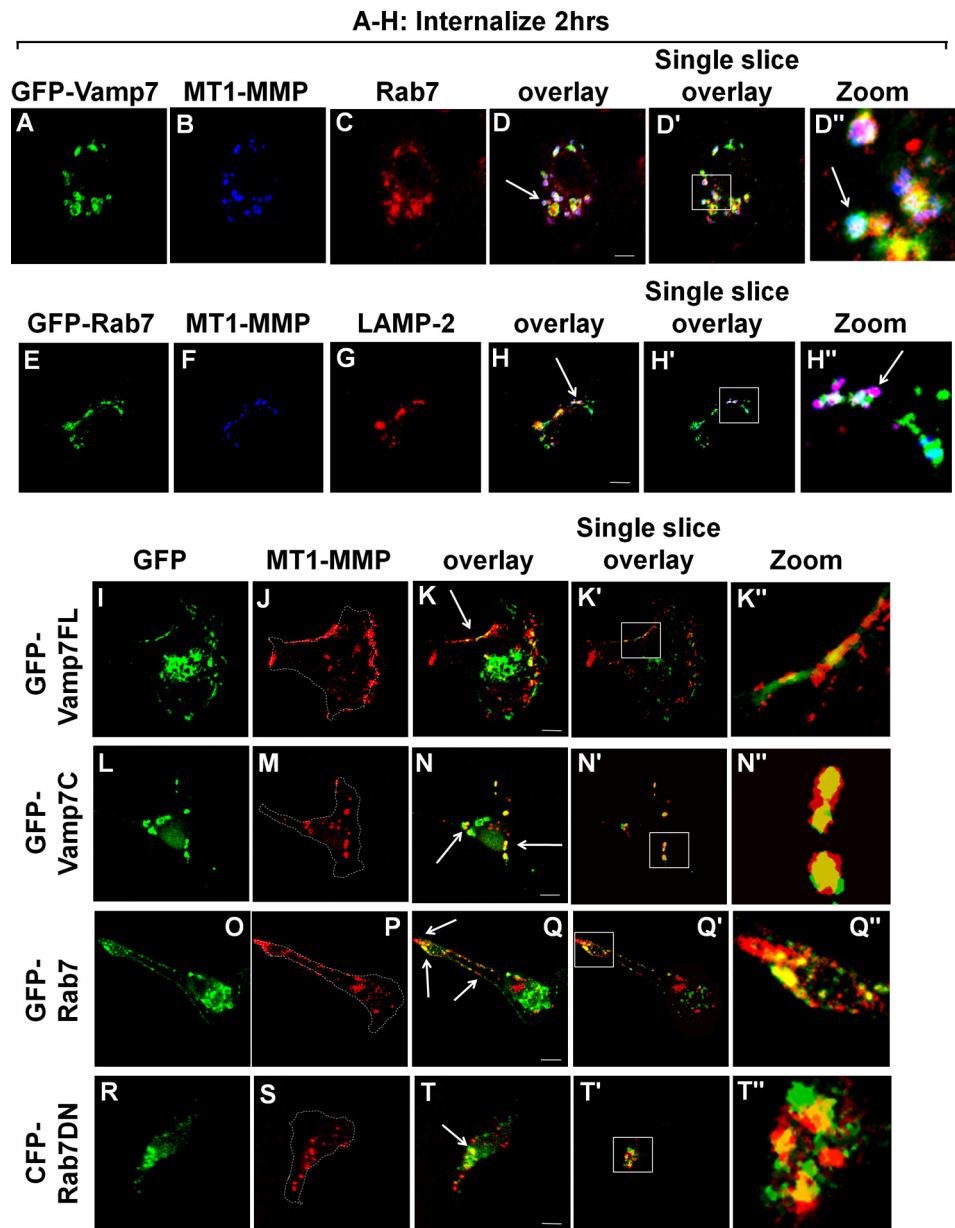 A-H: Internalize 2hrs
GFP-Vamp7 MT1-MMP Rab7 overlay Single slice overlay Zoom
A B C D D' D"
GFP-Rab7 MT1-MMP LAMP-2 overlay Single slice overlay Zoom
E F G H H' H"
GFP MT1-MMP overlay Single slice overlay Zoom
GFP-Vamp7FL
I J K K' K"
GFP-Vamp7C
L M N N' N"
GFP-Rab7
O P Q Q' Q"
CFP-Rab7DN
R S T T' T"